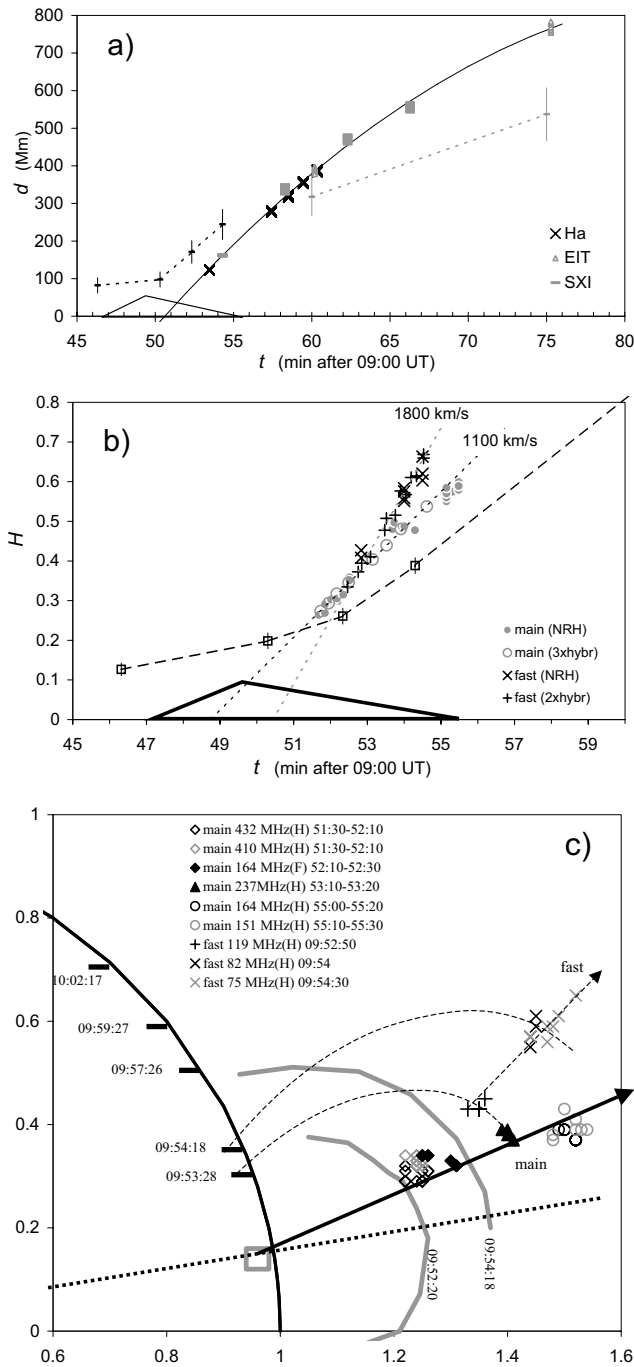 a)
800
700
600
500
400
300
200
100
0
d (Mm)
Ha
EIT
SXI
45 50 55 60 65 70 75 80
t (min after 09:00 UT)
b)
0.8
0.7
0.6
0.5
0.4
0.3
0.2
0.1
0
H
1800 km/s
1100 km/s
main (NRH)
main (3xhybr)
fast (NRH)
fast (2xhybr)
45 47 49 51 53 55 57 59
t (min after 09:00 UT)
c)
1
0.8
0.6
0.4
0.2
0
main 432 MHz(H) 51:30-52:10
main 410 MHz(H) 51:30-52:10
main 164 MHz(F) 52:10-52:30
main 237MHz(H) 53:10-53:20
main 164 MHz(H) 55:00-55:20
main 151 MHz(H) 55:10-55:30
fast 119 MHz(H) 09:52:50
fast 82 MHz(H) 09:54
fast 75 MHz(H) 09:54:30
fast
10:02:17
09:59:27
09:57:26
09:54:18
09:53:28
main
09:52:20
09:54:18
0.6 0.8 1 1.2 1.4 1.6